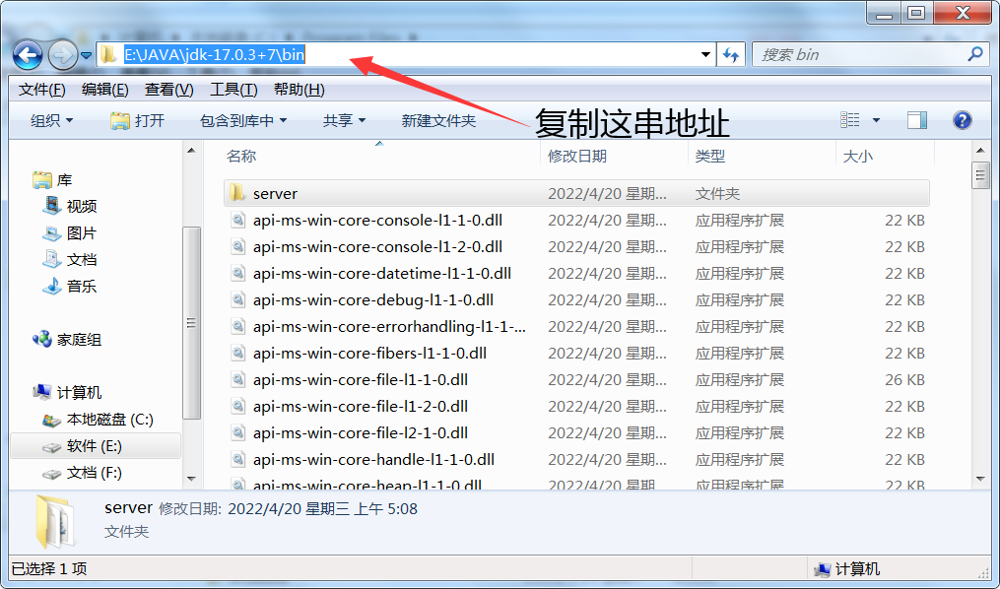 E:\JAVA\jdk-17.0.3+7\bin
搜索 bin
文件(F) 编辑(E) 查看(V) 工具(T) 帮助(H)
组织 打开 包含到库中 共享 新建文件夹
复制这串地址
名称 修改日期 类型 大小
库
视频
图片
文档
音乐
家庭组
计算机
本地磁盘 (C:)
软件 (E:)
文档 (F:)
server 2022/4/20 星期... 文件夹
api-ms-win-core-console-l1-1-0.dll 2022/4/20 星期... 应用程序扩展 22 KB
api-ms-win-core-console-l1-2-0.dll 2022/4/20 星期... 应用程序扩展 22 KB
api-ms-win-core-datetime-l1-1-0.dll 2022/4/20 星期... 应用程序扩展 22 KB
api-ms-win-core-debug-l1-1-0.dll 2022/4/20 星期... 应用程序扩展 22 KB
api-ms-win-core-errorhandling-l1-1-... 2022/4/20 星期... 应用程序扩展 22 KB
api-ms-win-core-fibers-l1-1-0.dll 2022/4/20 星期... 应用程序扩展 22 KB
api-ms-win-core-file-l1-1-0.dll 2022/4/20 星期... 应用程序扩展 26 KB
api-ms-win-core-file-l1-2-0.dll 2022/4/20 星期... 应用程序扩展 22 KB
api-ms-win-core-file-l2-1-0.dll 2022/4/20 星期... 应用程序扩展 22 KB
api-ms-win-core-handle-l1-1-0.dll 2022/4/20 星期... 应用程序扩展 22 KB
api-ms-win-core-heap-l1-1-0.dll 2022/4/20 星期... 应用程序扩展 22 KB
server 修改日期: 2022/4/20 星期三 上午 5:08
文件夹
已选择 1 项
计算机